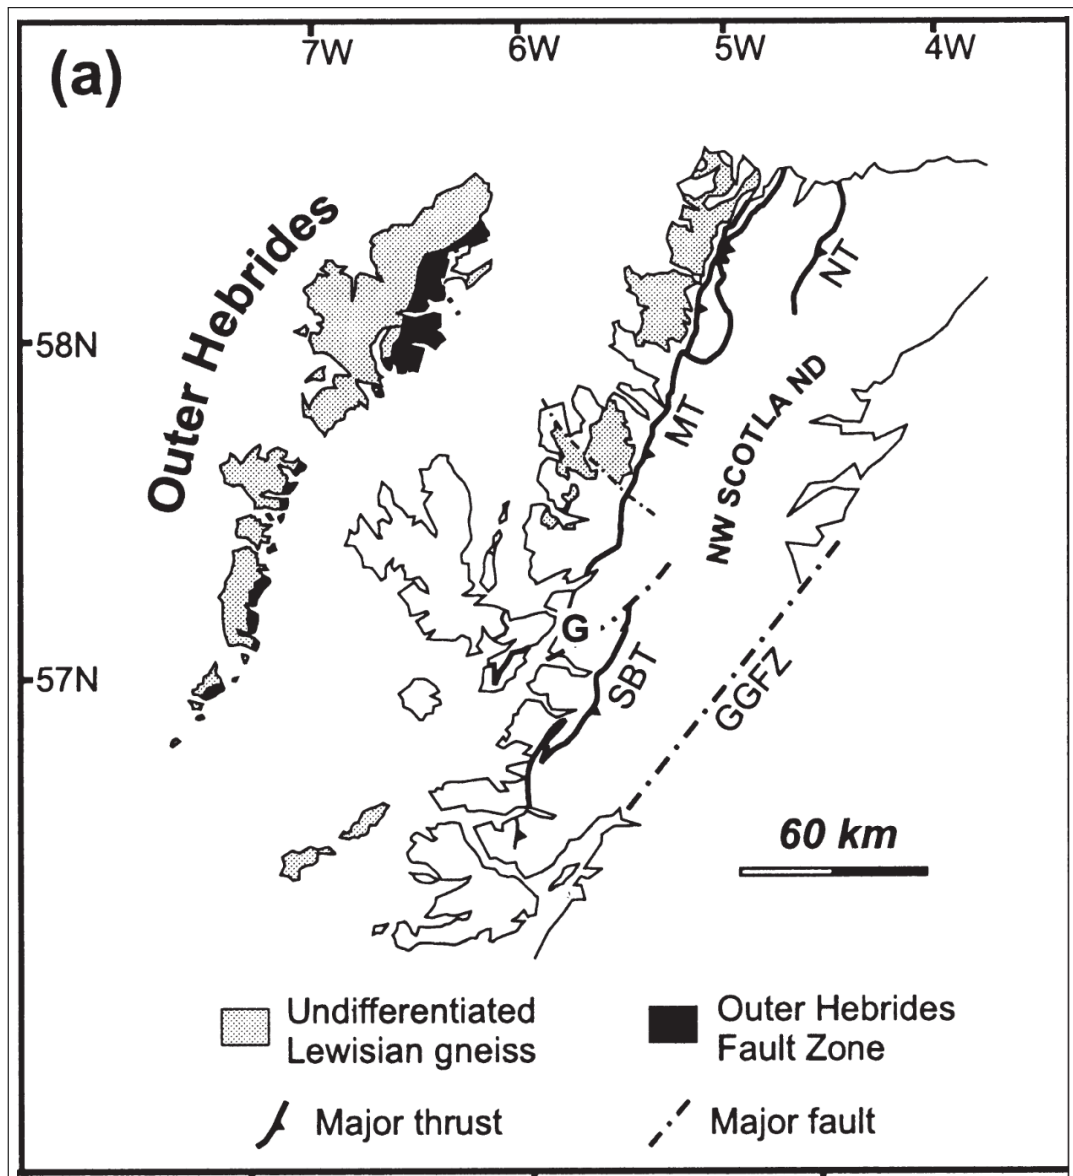 7W 6W 5W 4W
(a)
Outer Hebrides
58N
57N
NT
MT
NW SCOTLAND
G
SBT
GGFZ
60 km
Undifferentiated
Lewisian gneiss
Outer Hebrides
Fault Zone
Major thrust
Major fault